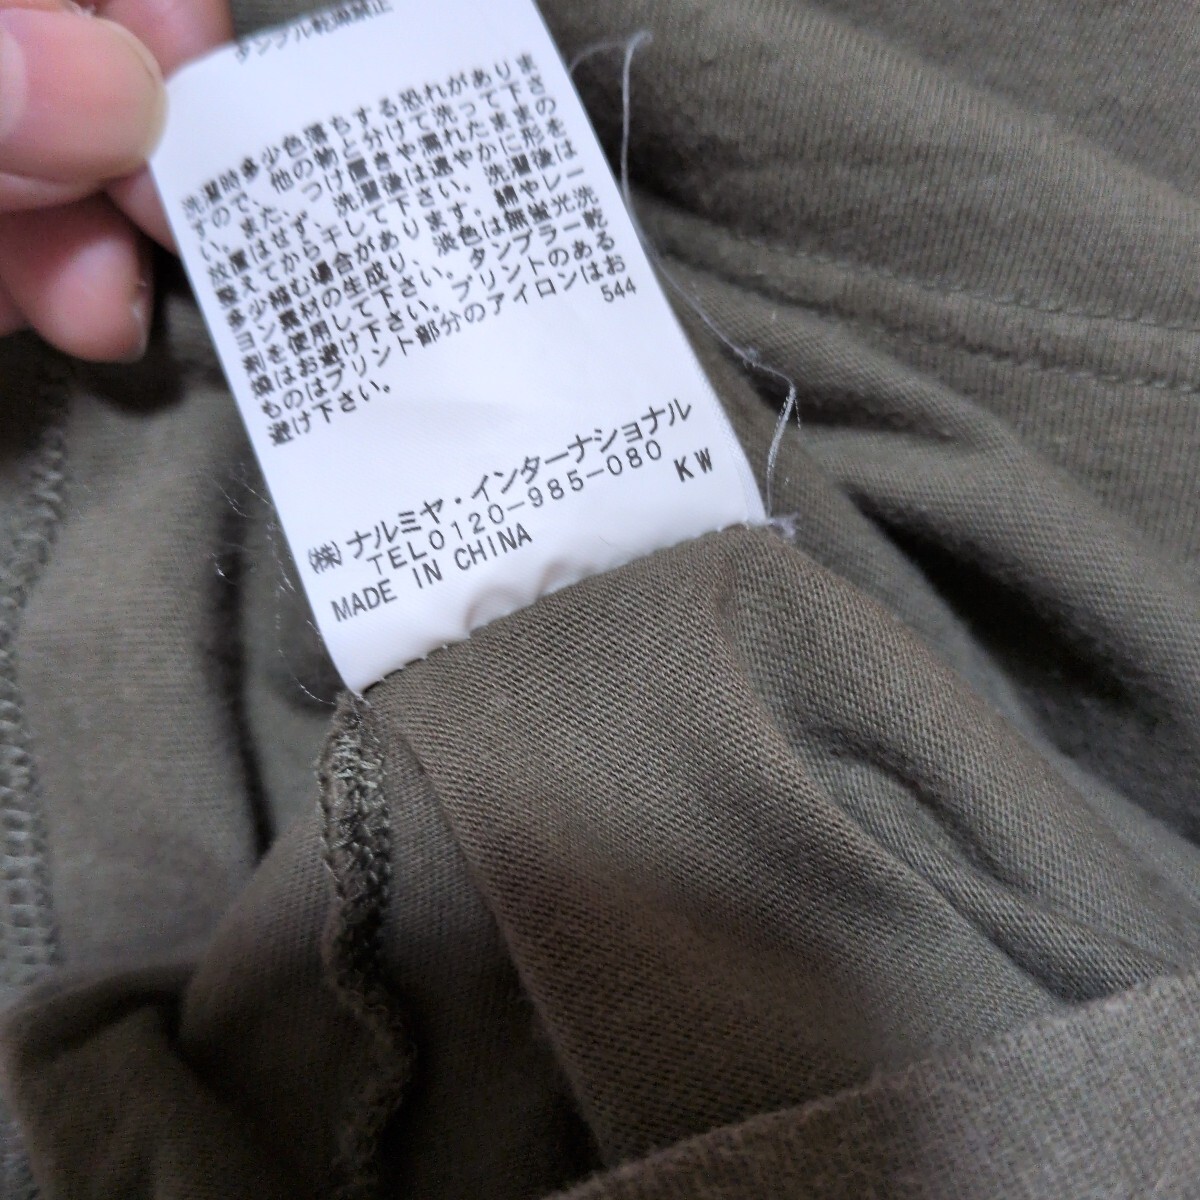 タンブル乾燥禁止
洗濯時多少色落ちする恐れがありま
すので、他の物と分けて洗って下さ
い。また、つけ置きや濡れたままの
放置はせず、洗濯後は速やかに形を
整えてから干して下さい。洗濯後は
多少縮む場合があります。綿やレー
ヨン素材の生成り、淡色は無蛍光洗
剤を使用して下さい。タンブラー乾
燥はお避け下さい。プリントのある
ものはプリント部分のアイロンはお
避け下さい。
544
(株)ナルミヤ・インターナショナル
TEL0120-985-080
KW
MADE IN CHINA